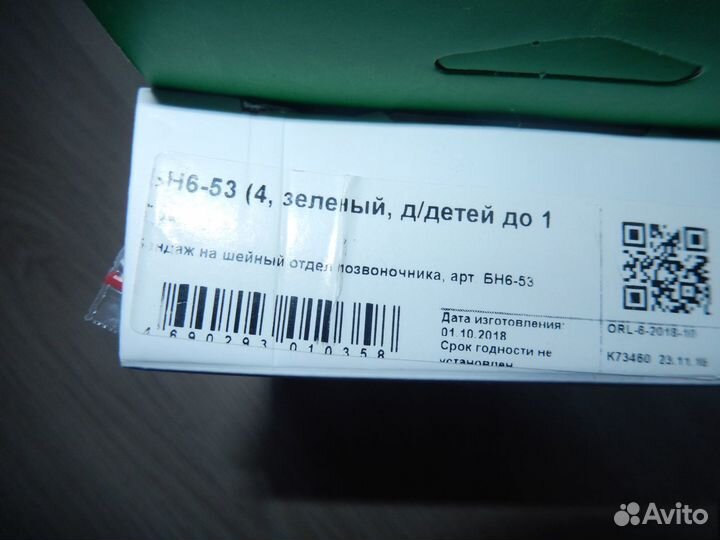 БН6-53 (4, зеленый, д/детей до 1
Бандаж на шейный отдел позвоночника, арт БН6-53
4 690293 010358
Дата изготовления:
01.10.2018
Срок годности не
установлен
ORL-6-2018-10
K73460 23.11.18
Avito